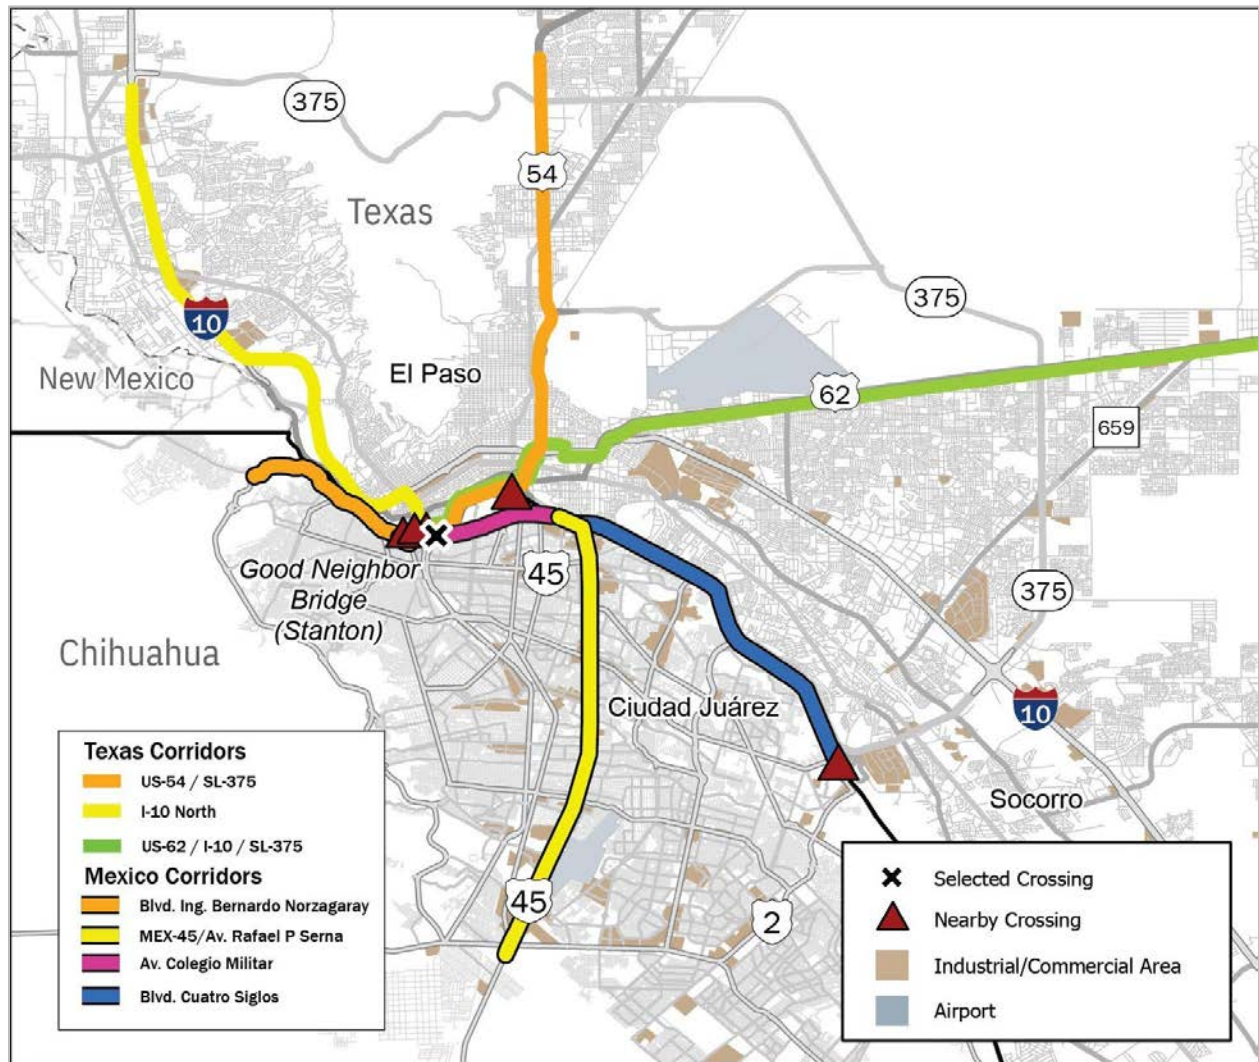 375
54
Texas
375
10
New Mexico
El Paso
62
659
Good Neighbor
Bridge
(Stanton)
45
375
Chihuahua
Ciudad Juárez
10
Socorro
45
2
Texas Corridors
US-54 / SL-375
I-10 North
US-62 / I-10 / SL-375
Mexico Corridors
Blvd. Ing. Bernardo Norzagaray
MEX-45/Av. Rafael P Serna
Av. Colegio Militar
Blvd. Cuatro Siglos
Selected Crossing
Nearby Crossing
Industrial/Commercial Area
Airport